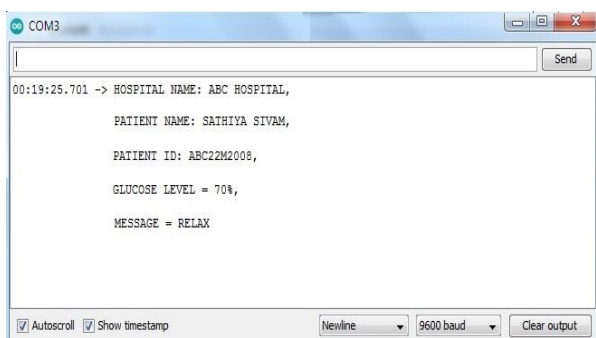 COM3
Send
00:19:25.701 -> HOSPITAL NAME: ABC HOSPITAL,
PATIENT NAME: SATHIYA SIVAM,
PATIENT ID: ABC22M2008,
GLUCOSE LEVEL = 70%,
MESSAGE = RELAX
Autoscroll Show timestamp Newline 9600 baud Clear output